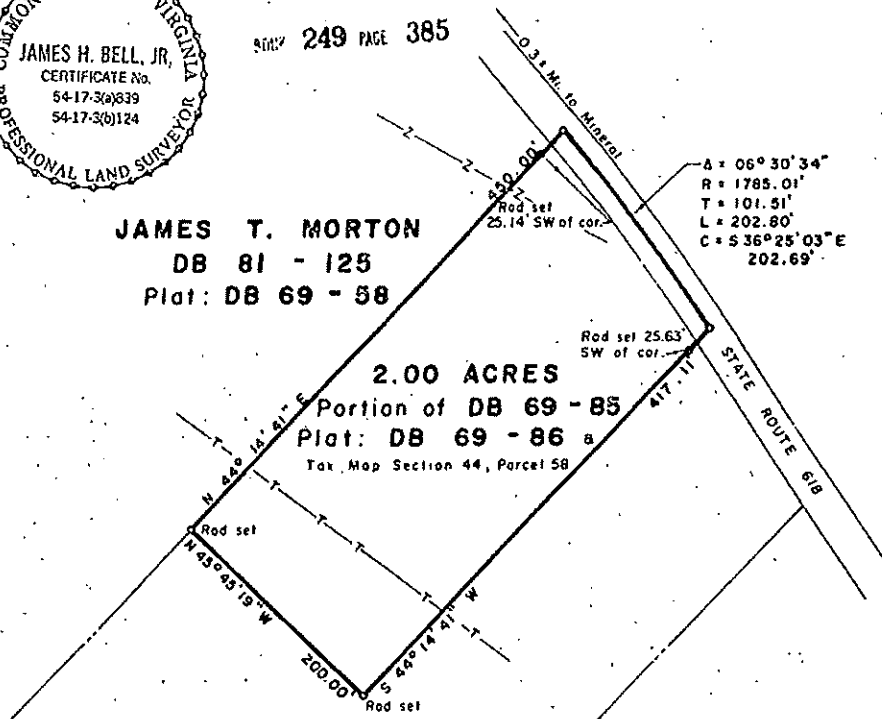 COMMON VIRGINIA
JAMES H. BELL, JR,
CERTIFICATE No.
54-17-3(a)839
54-17-3(b)124
PROFESSIONAL LAND SURVEYOR
249 PAGE 385
0.3± Mi. to Mineral
Δ = 06° 30' 34"
R = 1785.01'
T = 101.51'
L = 202.80'
C = S 36° 25' 03" E
202.69'
Z
Z
Z
450.00'
Rod set
25.14' SW of cor.
JAMES T. MORTON
DB 81 - 125
Plat: DB 69 - 58
Rod set 25.63'
SW of cor.
417.11'
STATE ROUTE 618
2.00 ACRES
Portion of DB 69 - 85
Plat: DB 69 - 86 a
Tax Map Section 44, Parcel 58
N 44° 14' 41" E
T
T
T
T
T
Rod set
N 45° 45' 19" W
200.00'
S 44° 14' 41" W
Rod set